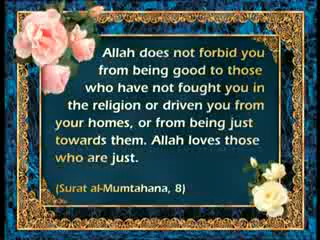 Allah does not forbid you
from being good to those
who have not fought you in
the religion or driven you from
your homes, or from being just
towards them. Allah loves those
who are just.
(Surat al-Mumtahana, 8)